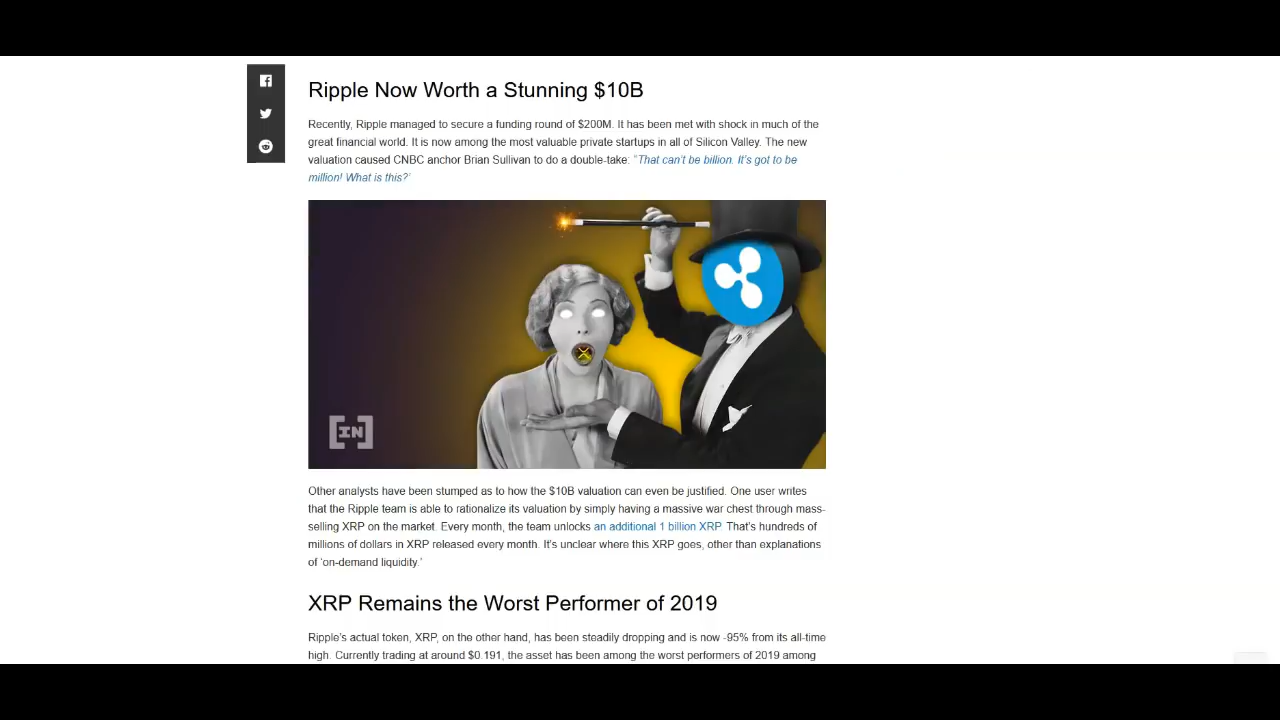 Ripple Now Worth a Stunning $10B
Recently, Ripple managed to secure a funding round of $200M. It has been met with shock in much of the
great financial world. It is now among the most valuable private startups in all of Silicon Valley. The new
valuation caused CNBC anchor Brian Sullivan to do a double-take: “That can’t be billion. It’s got to be
million! What is this?’
[IN]
Other analysts have been stumped as to how the $10B valuation can even be justified. One user writes
that the Ripple team is able to rationalize its valuation by simply having a massive war chest through mass-
selling XRP on the market. Every month, the team unlocks an additional 1 billion XRP. That’s hundreds of
millions of dollars in XRP released every month. It’s unclear where this XRP goes, other than explanations
of ‘on-demand liquidity.’
XRP Remains the Worst Performer of 2019
Ripple’s actual token, XRP, on the other hand, has been steadily dropping and is now -95% from its all-time
high. Currently trading at around $0.191, the asset has been among the worst performers of 2019 among